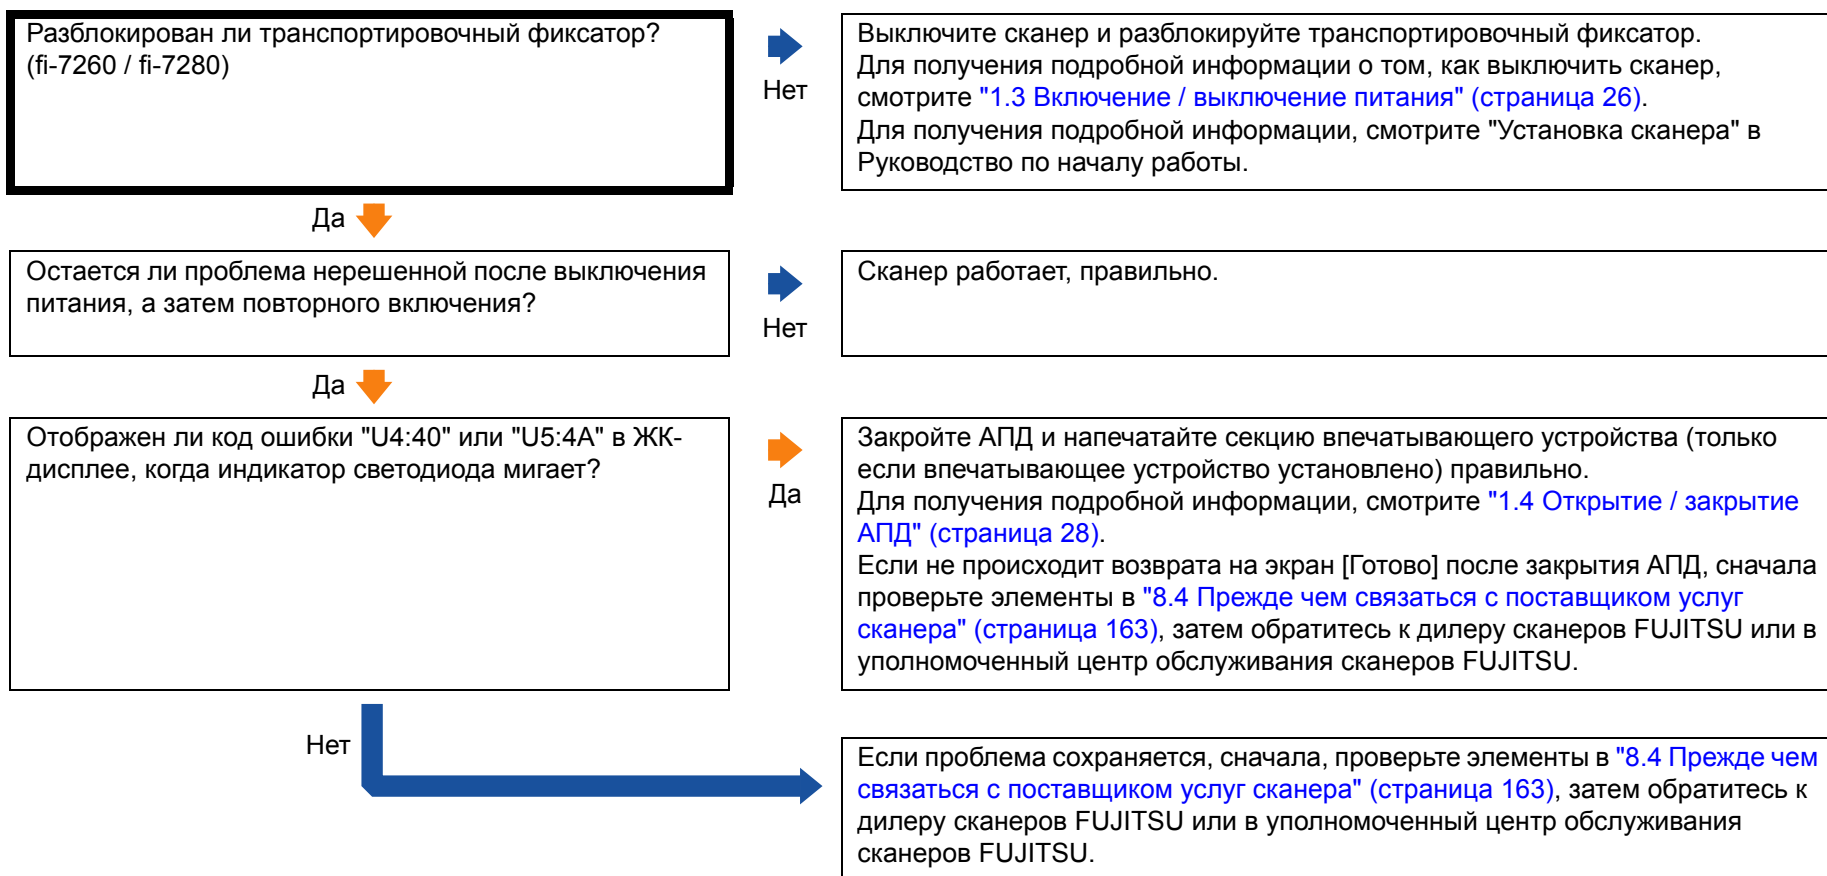 Разблокирован ли транспортировочный фиксатор?
(fi-7260 / fi-7280)
Нет
Выключите сканер и разблокируйте транспортировочный фиксатор.
Для получения подробной информации о том, как выключить сканер,
смотрите "1.3 Включение / выключение питания" (страница 26).
Для получения подробной информации, смотрите "Установка сканера" в
Руководство по началу работы.
Да
Остается ли проблема нерешенной после выключения
питания, а затем повторного включения?
Нет
Сканер работает, правильно.
Да
Отображен ли код ошибки "U4:40" или "U5:4A" в ЖК-
дисплее, когда индикатор светодиода мигает?
Да
Закройте АПД и напечатайте секцию впечатывающего устройства (только
если впечатывающее устройство установлено) правильно.
Для получения подробной информации, смотрите "1.4 Открытие / закрытие
АПД" (страница 28).
Если не происходит возврата на экран [Готово] после закрытия АПД, сначала
проверьте элементы в "8.4 Прежде чем связаться с поставщиком услуг
сканера" (страница 163), затем обратитесь к дилеру сканеров FUJITSU или в
уполномоченный центр обслуживания сканеров FUJITSU.
Нет
Если проблема сохраняется, сначала, проверьте элементы в "8.4 Прежде чем
связаться с поставщиком услуг сканера" (страница 163), затем обратитесь к
дилеру сканеров FUJITSU или в уполномоченный центр обслуживания
сканеров FUJITSU.